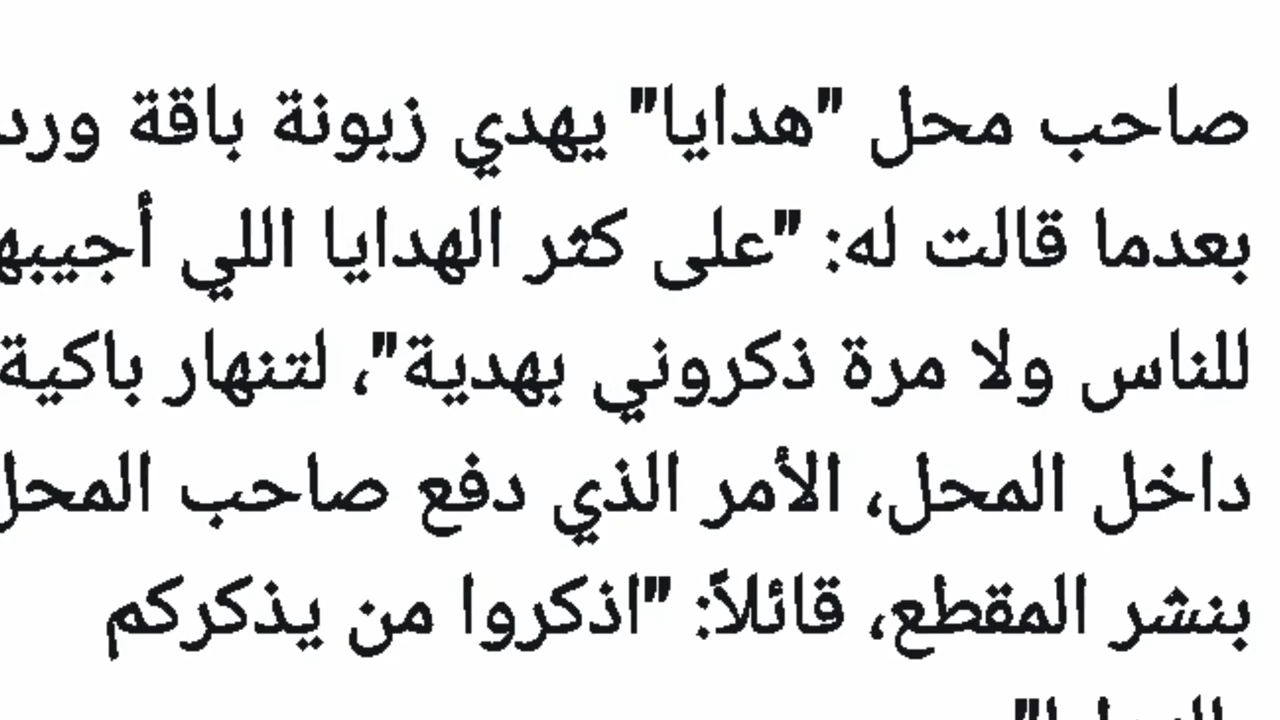 صاحب محل "هدايا" يهدي زبونة باقة ورد
بعدما قالت له: "على كثر الهدايا اللي أجيبها
للناس ولا مرة ذكروني بهدية"، لتنهار باكية
داخل المحل، الأمر الذي دفع صاحب المحل
بنشر المقطع، قائلاً: "اذكروا من يذكركم